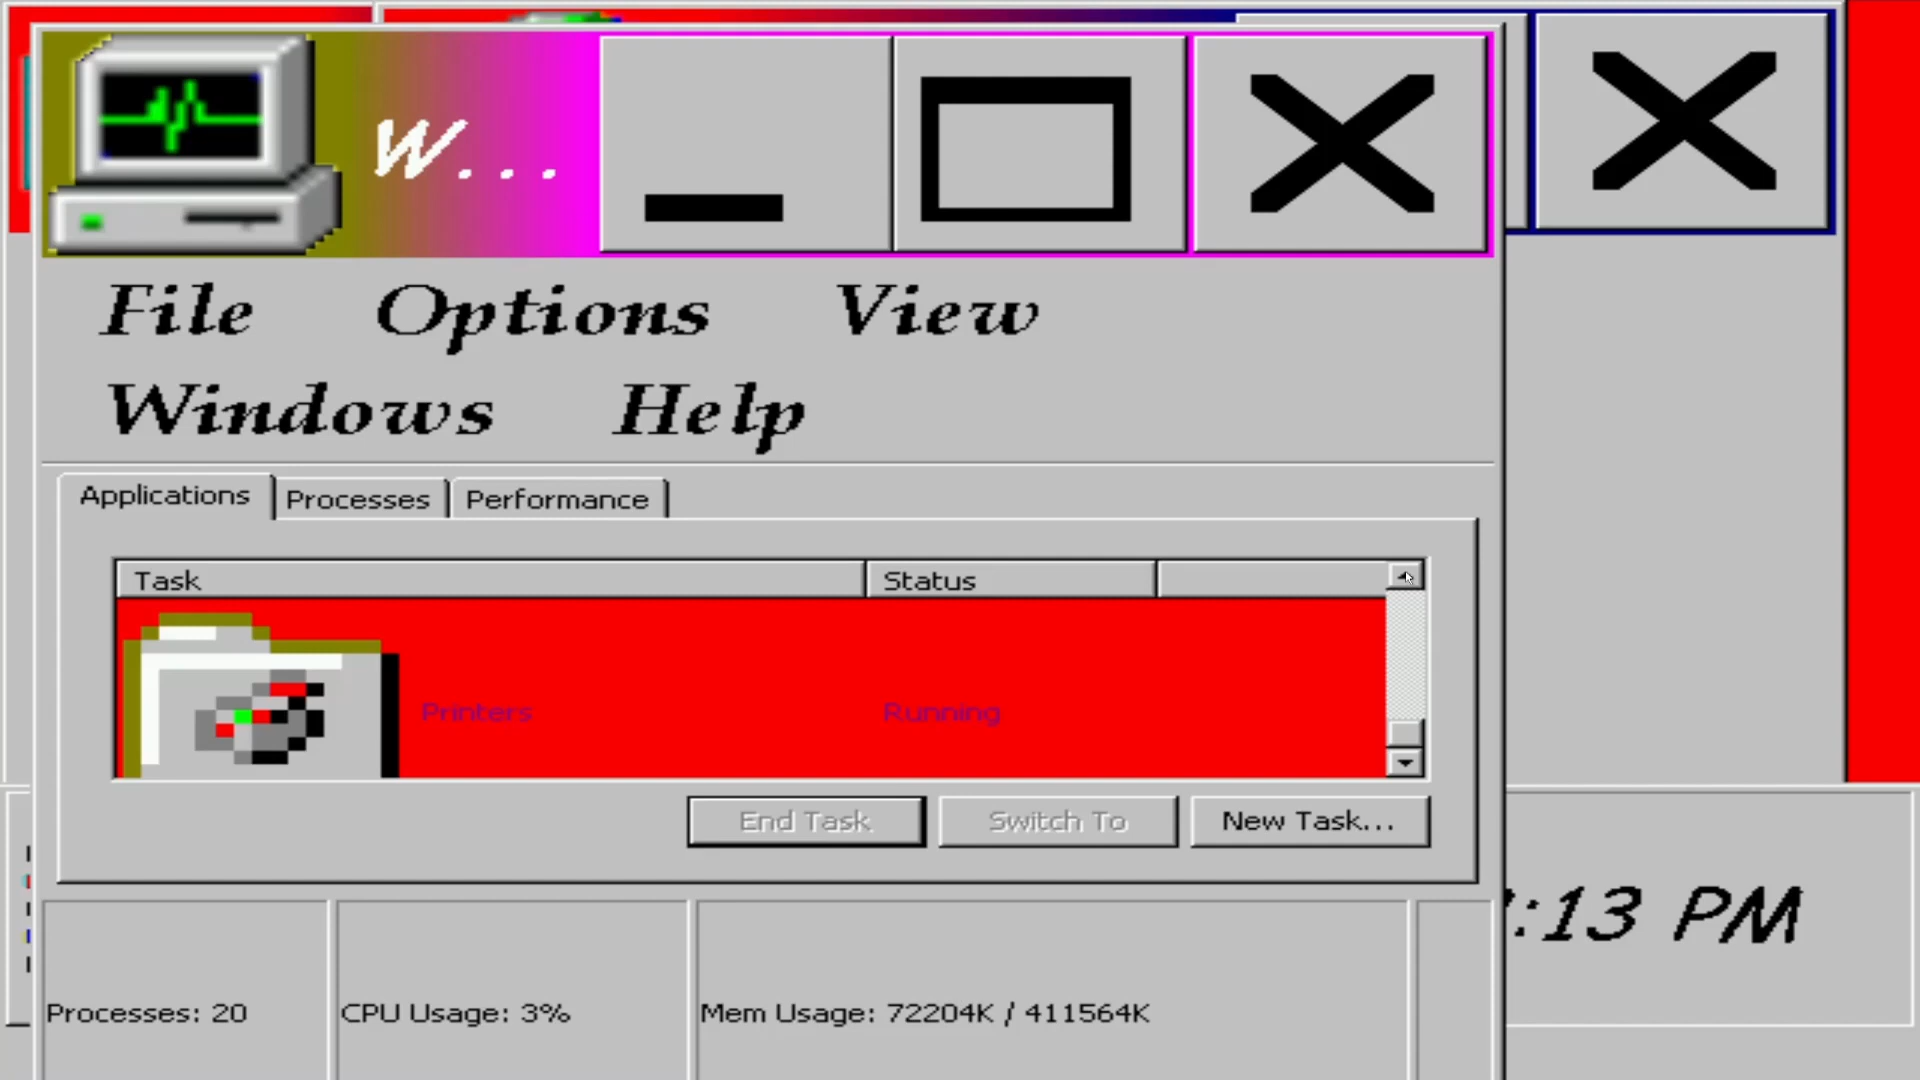 W...
File Options View
Windows Help
Applications Processes Performance
Task Status
Printers Running
End Task Switch To New Task...
:13 PM
Processes: 20 CPU Usage: 3% Mem Usage: 72204K / 411564K